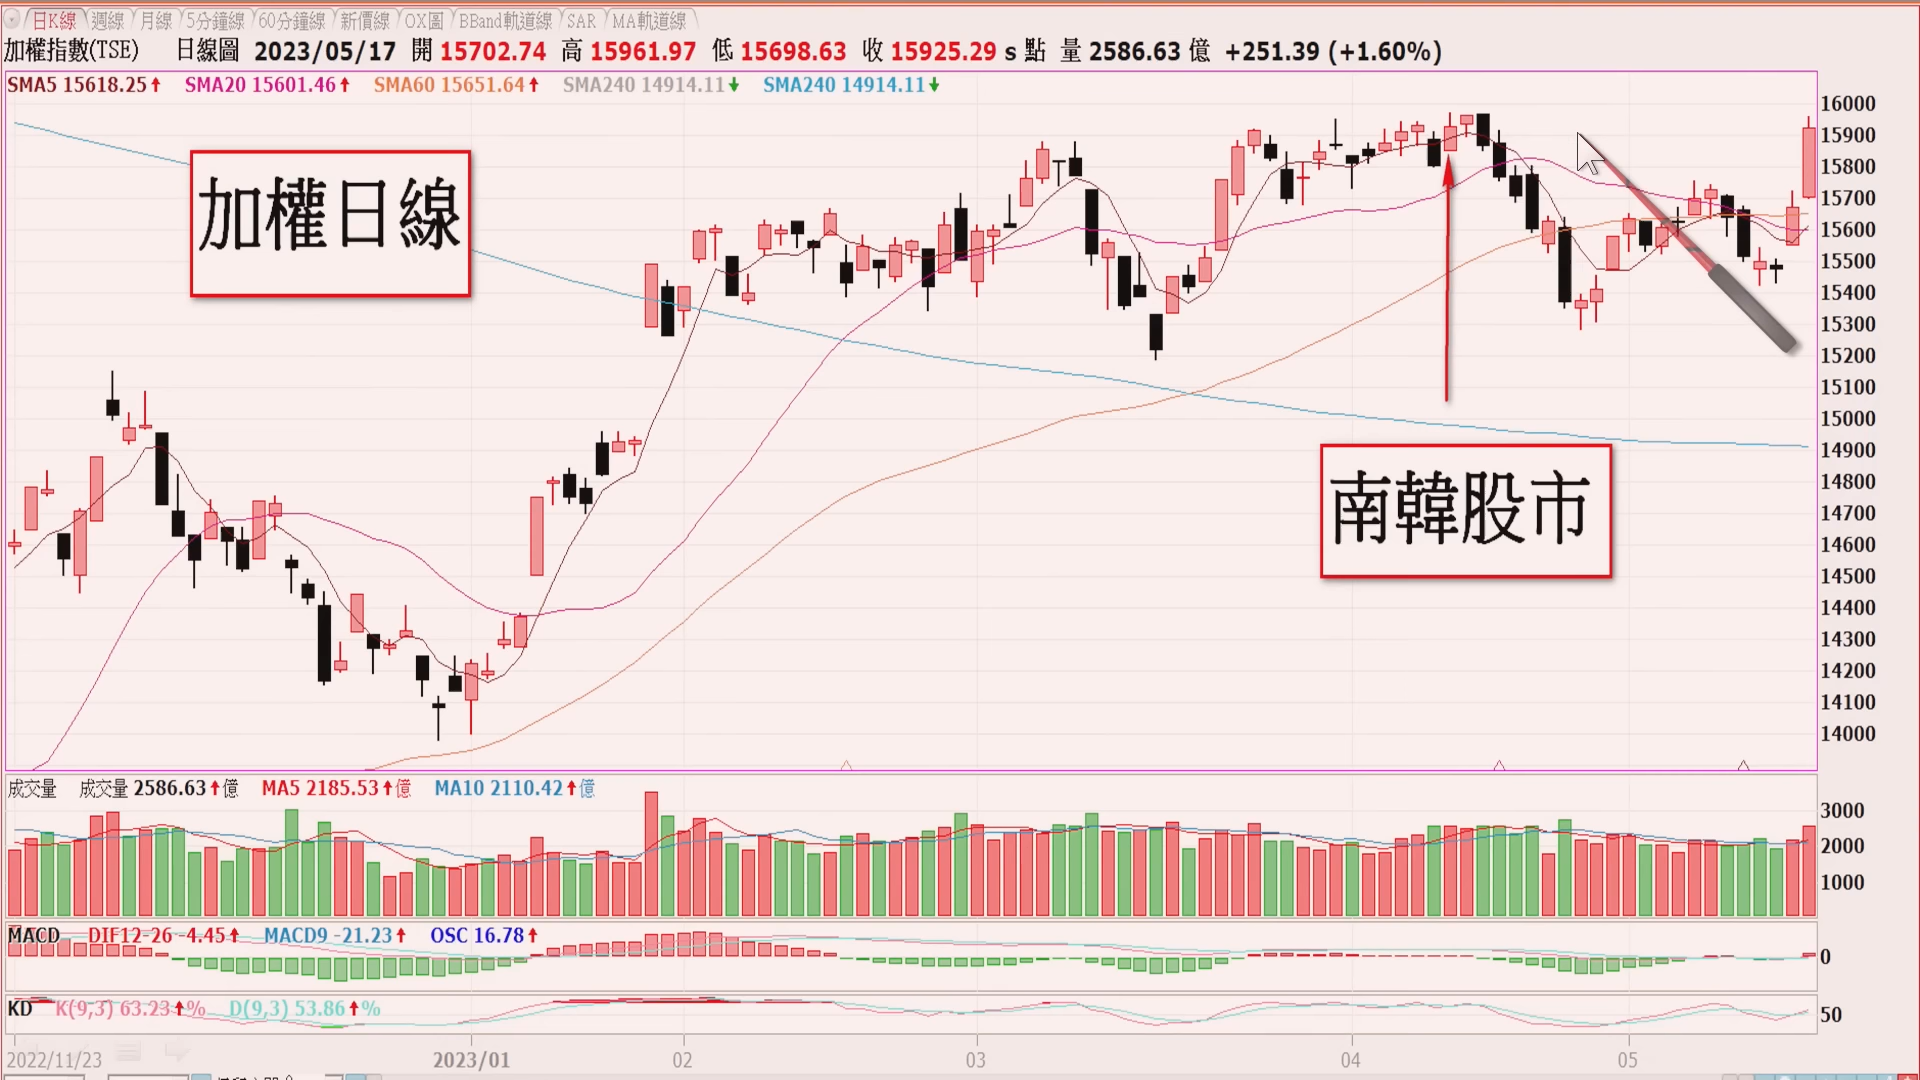 日K線 週線 月線 5分鐘線 60分鐘線 新價線 OX圖 BBand軌道線 SAR MA軌道線
加權指數(TSE) 日線圖 2023/05/17 開 15702.74 高 15961.97 低 15698.63 收 15925.29 s 點 量 2586.63 億 +251.39 (+1.60%)
SMA5 15618.25 SMA20 15601.46 SMA60 15651.64 SMA240 14914.11 SMA240 14914.11
16000
15900
15800
15700
15600
15500
15400
15300
15200
15100
15000
14900
14800
14700
14600
14500
14400
14300
14200
14100
14000
加權日線
南韓股市
成交量 成交量 2586.63 億 MA5 2185.53 億 MA10 2110.42 億
3000
2000
1000
MACD DIF12-26 -4.45 MACD9 -21.23 OSC 16.78
0
KD K(9,3) 63.23 % D(9,3) 53.86 %
50
2022/11/23 2023/01 02 03 04 05